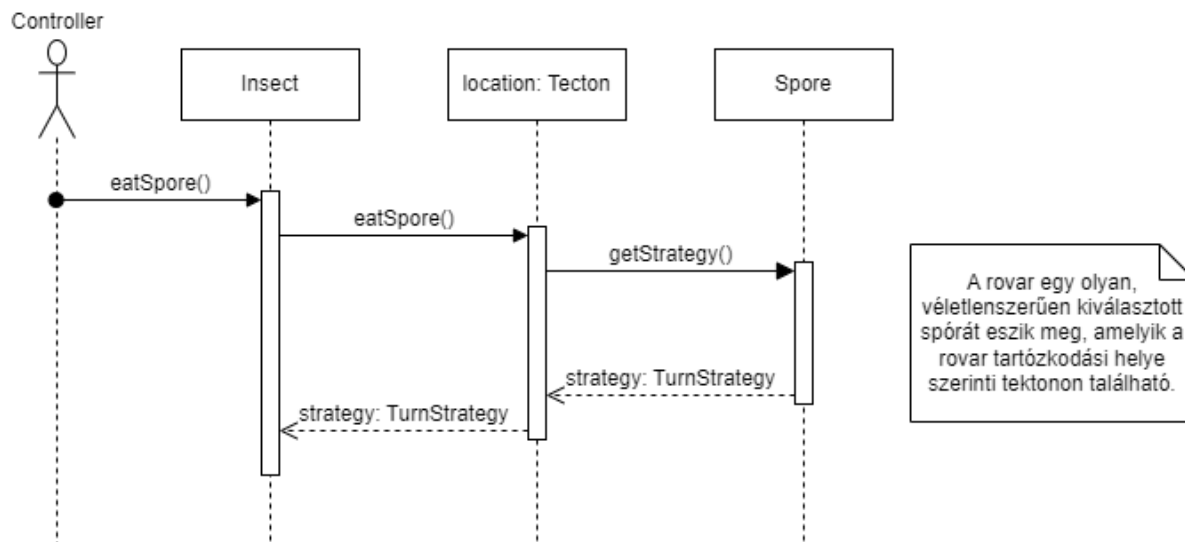 Controller
Insect
location: Tecton
Spore
eatSpore()
eatSpore()
getStrategy()
strategy: TurnStrategy
strategy: TurnStrategy
A rovar egy olyan,
véletlenszerűen kiválasztott
spórát eszik meg, amelyik a
rovar tartózkodási helye
szerinti tektonon található.